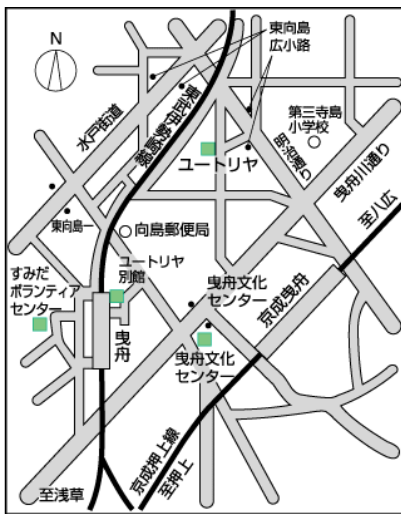 N
東向島
広小路
水戸街道
東武伊勢崎線
明治通り
第三寺島
小学校
ユートリヤ
曳舟川通り
至八広
東向島一
向島郵便局
ユートリヤ
別館
すみだ
ボランティア
センター
曳舟
曳舟文化
センター
京成曳舟
曳舟文化
センター
京成押上線
至押上
至浅草